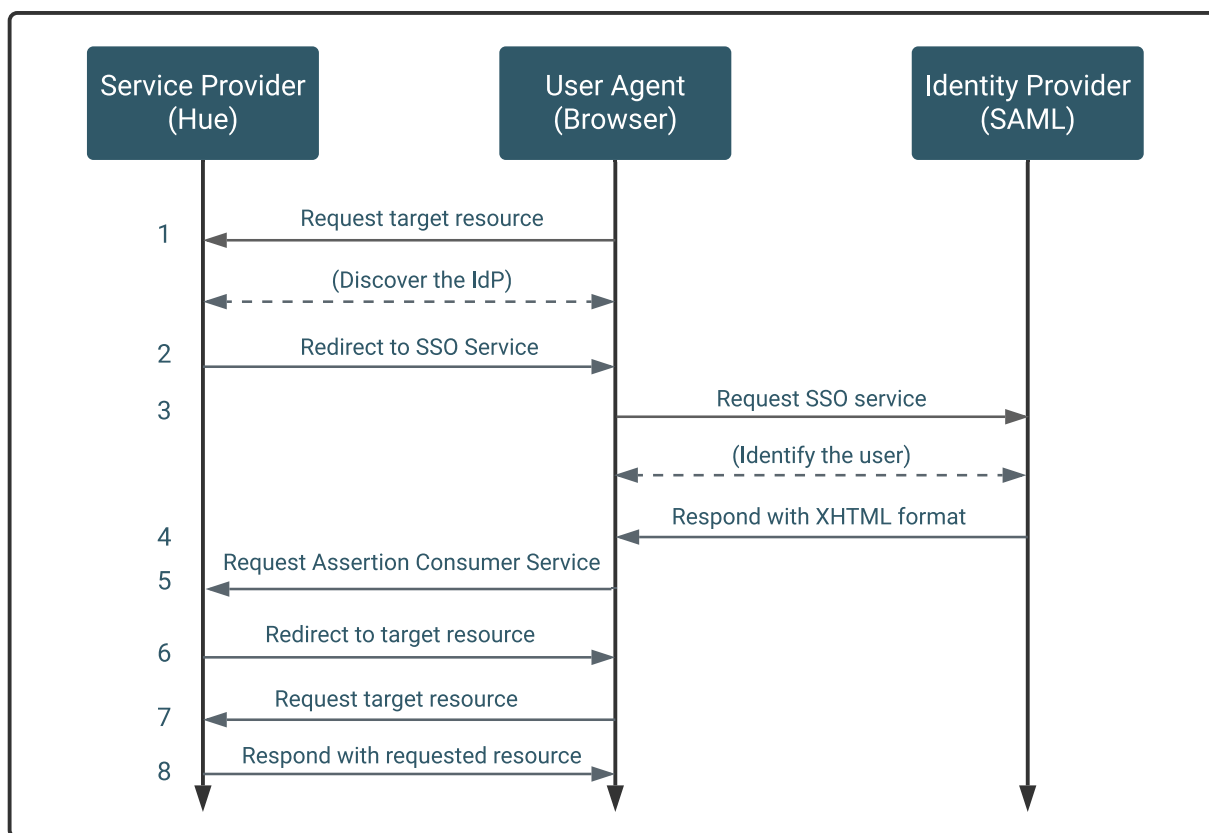 Service Provider
(Hue)
User Agent
(Browser)
Identity Provider
(SAML)
1
Request target resource
(Discover the IdP)
2
Redirect to SSO Service
3
Request SSO service
(Identify the user)
4
Respond with XHTML format
5
Request Assertion Consumer Service
6
Redirect to target resource
7
Request target resource
8
Respond with requested resource